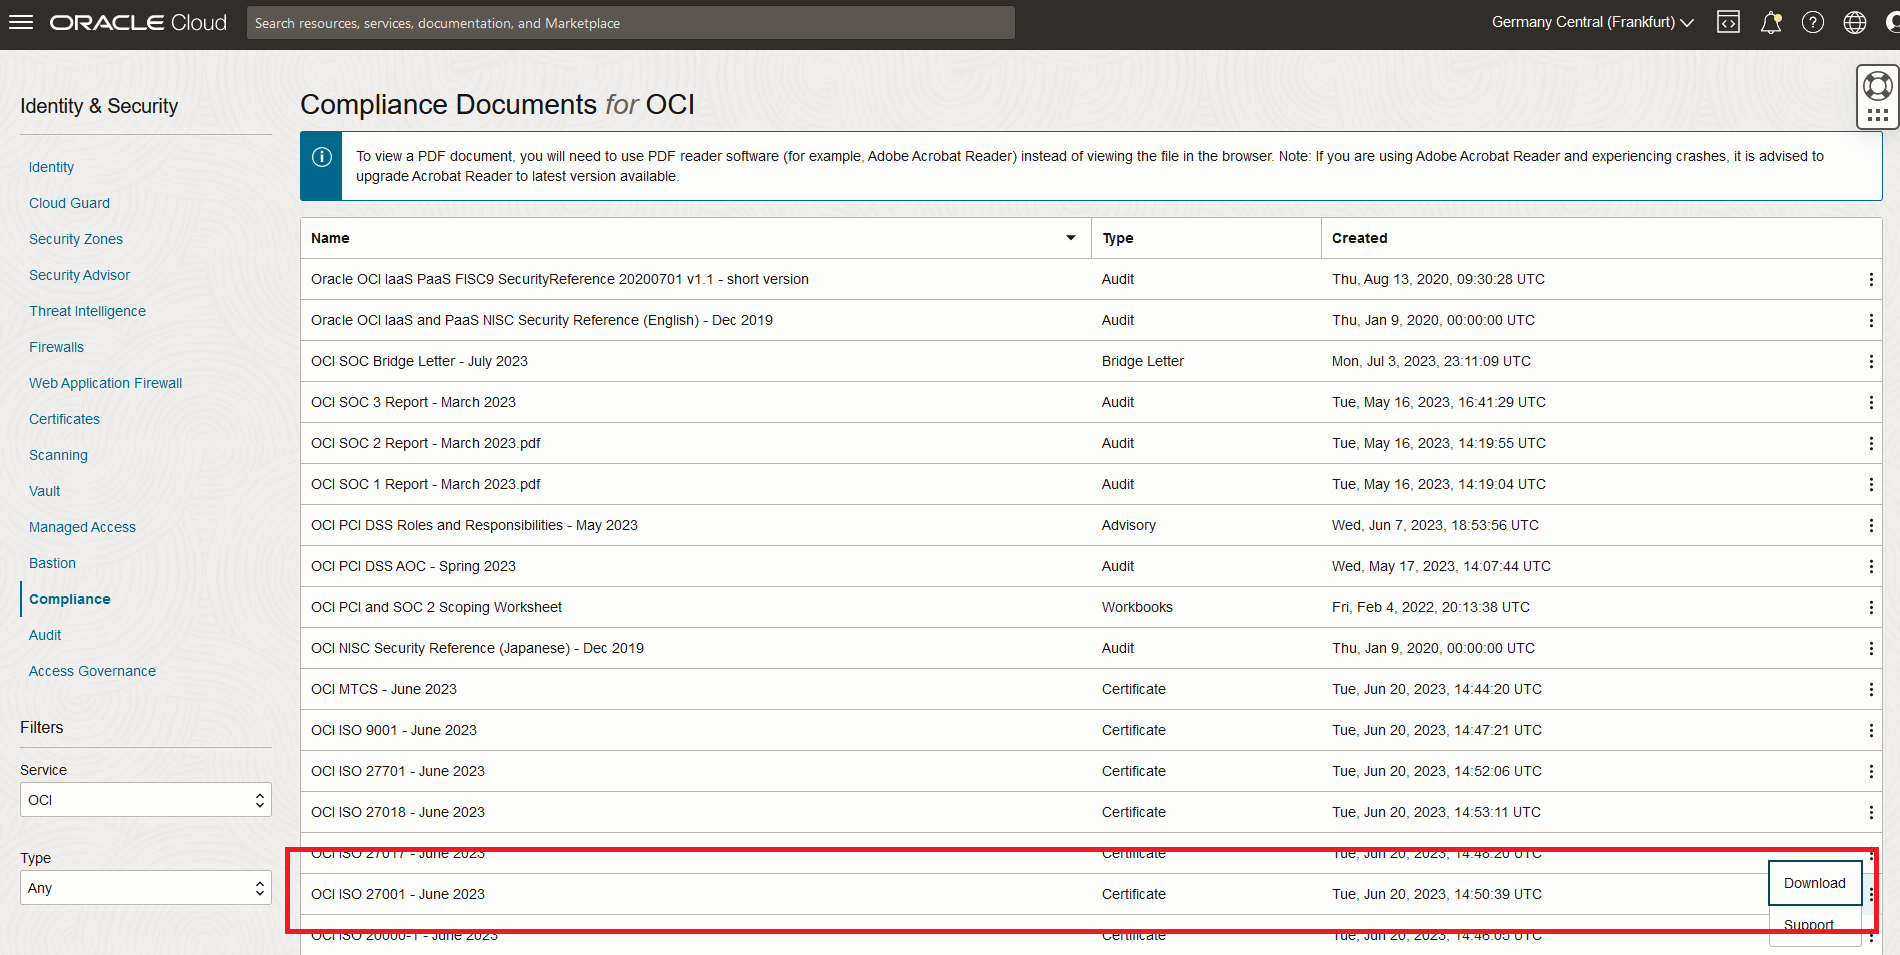 ORACLE Cloud
Search resources, services, documentation, and Marketplace
Germany Central (Frankfurt)
Identity & Security
Identity
Cloud Guard
Security Zones
Security Advisor
Threat Intelligence
Firewalls
Web Application Firewall
Certificates
Scanning
Vault
Managed Access
Bastion
Compliance
Audit
Access Governance
Filters
Service
OCI
Type
Any
Compliance Documents for OCI
To view a PDF document, you will need to use PDF reader software (for example, Adobe Acrobat Reader) instead of viewing the file in the browser. Note: If you are using Adobe Acrobat Reader and experiencing crashes, it is advised to
upgrade Acrobat Reader to latest version available.
Name Type Created
Oracle OCI IaaS PaaS FISC9 SecurityReference 20200701 v1.1 - short version Audit Thu, Aug 13, 2020, 09:30:28 UTC
Oracle OCI IaaS and PaaS NISC Security Reference (English) - Dec 2019 Audit Thu, Jan 9, 2020, 00:00:00 UTC
OCI SOC Bridge Letter - July 2023 Bridge Letter Mon, Jul 3, 2023, 23:11:09 UTC
OCI SOC 3 Report - March 2023 Audit Tue, May 16, 2023, 16:41:29 UTC
OCI SOC 2 Report - March 2023.pdf Audit Tue, May 16, 2023, 14:19:55 UTC
OCI SOC 1 Report - March 2023.pdf Audit Tue, May 16, 2023, 14:19:04 UTC
OCI PCI DSS Roles and Responsibilities - May 2023 Advisory Wed, Jun 7, 2023, 18:53:56 UTC
OCI PCI DSS AOC - Spring 2023 Audit Wed, May 17, 2023, 14:07:44 UTC
OCI PCI and SOC 2 Scoping Worksheet Workbooks Fri, Feb 4, 2022, 20:13:38 UTC
OCI NISC Security Reference (Japanese) - Dec 2019 Audit Thu, Jan 9, 2020, 00:00:00 UTC
OCI MTCS - June 2023 Certificate Tue, Jun 20, 2023, 14:44:20 UTC
OCI ISO 9001 - June 2023 Certificate Tue, Jun 20, 2023, 14:47:21 UTC
OCI ISO 27701 - June 2023 Certificate Tue, Jun 20, 2023, 14:52:06 UTC
OCI ISO 27018 - June 2023 Certificate Tue, Jun 20, 2023, 14:53:11 UTC
OCI ISO 27017 - June 2023 Certificate Tue, Jun 20, 2023, 14:48:20 UTC
OCI ISO 27001 - June 2023 Certificate Tue, Jun 20, 2023, 14:50:39 UTC
Download
Support
OCI ISO 20000-1 - June 2023 Certificate Tue, Jun 20, 2023, 14:46:05 UTC